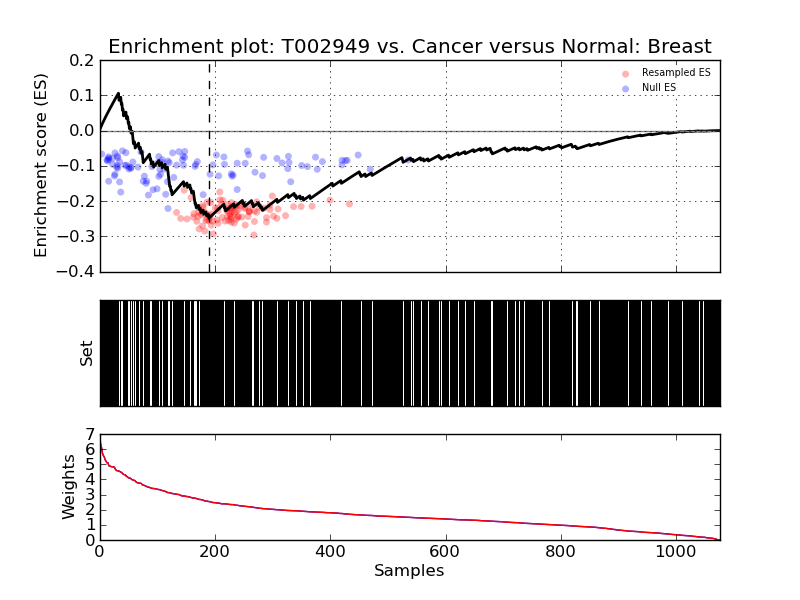 Enrichment plot: T002949 vs. Cancer versus Normal: Breast
Enrichment score (ES)
0.2
0.1
0.0
−0.1
−0.2
−0.3
−0.4
Resampled ES
Null ES
Set
Weights
7
6
5
4
3
2
1
0
0 200 400 600 800 1000
Samples